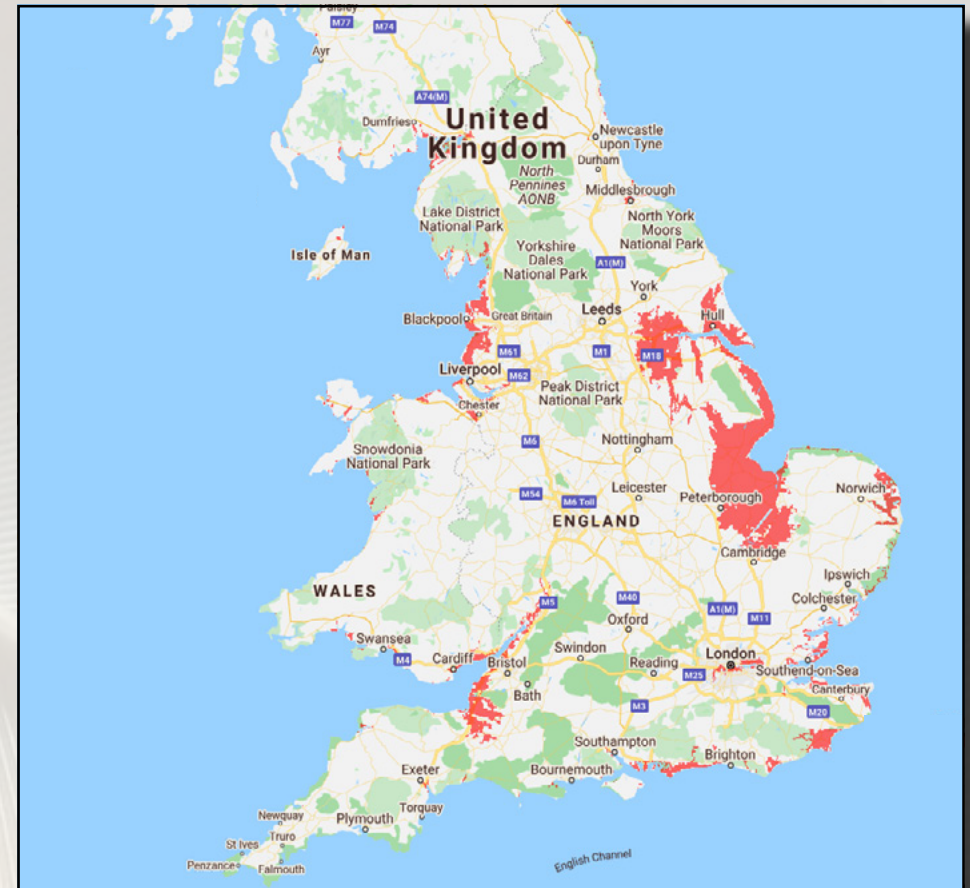 Paisley
M77
M74
Ayr
A74(M)
Dumfries
United
Kingdom
Newcastle
upon Tyne
Durham
North
Pennines
AONB
Middlesbrough
Lake District
National Park
North York
Moors
National Park
Isle of Man
Yorkshire
Dales
National Park
A1(M)
York
Blackpool
Great Britain
Leeds
Hull
M61
M1
M18
Liverpool
M62
Peak District
National Park
Chester
M6
Nottingham
Snowdonia
National Park
M54
M6 Toll
Leicester
Peterborough
Norwich
ENGLAND
Cambridge
WALES
M5
M40
A1(M)
M11
Ipswich
Colchester
Oxford
Swansea
M4
Cardiff
Bristol
Swindon
Reading
London
M25
Southend-on-Sea
Bath
Canterbury
M3
M20
Southampton
Brighton
Exeter
Bournemouth
Torquay
Newquay
Plymouth
Truro
St Ives
Penzance
Falmouth
English Channel